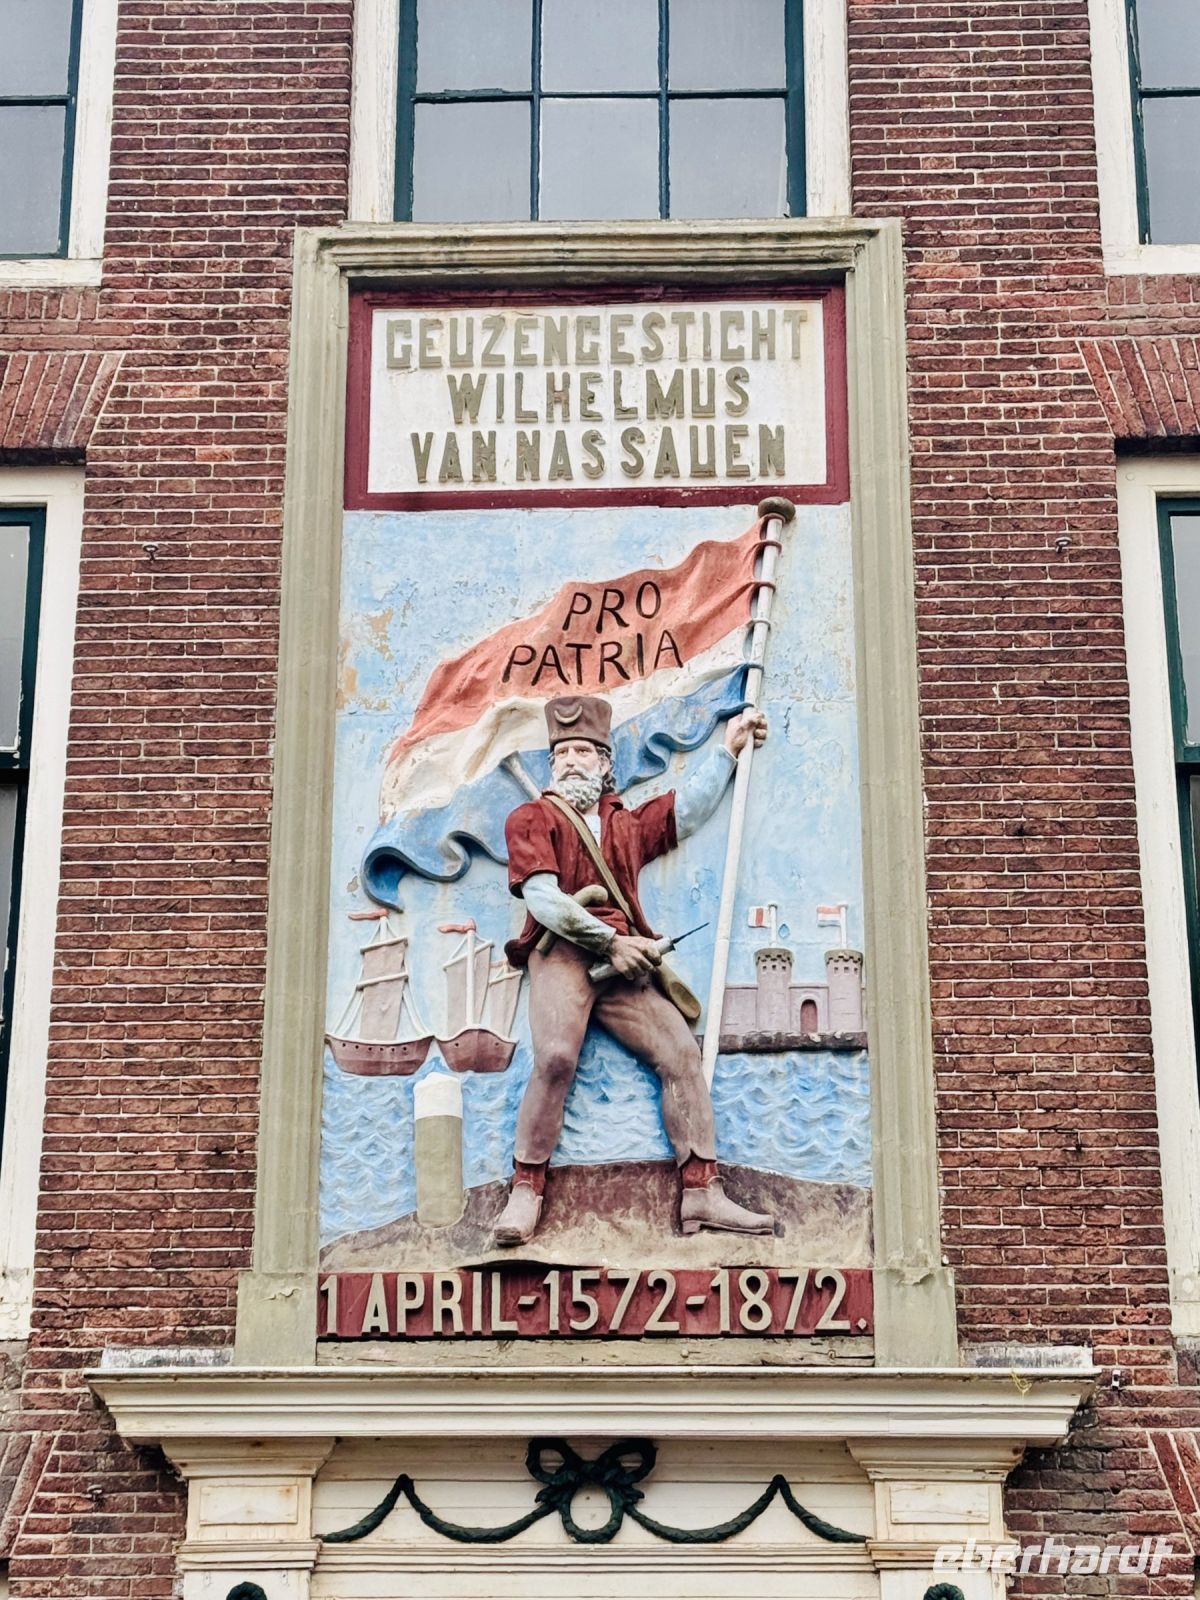 GEUZENGESTICHT
WILHELMUS
VAN NASSAUEN
PRO
PATRIA
1 APRIL-1572-1872.
eberhardt